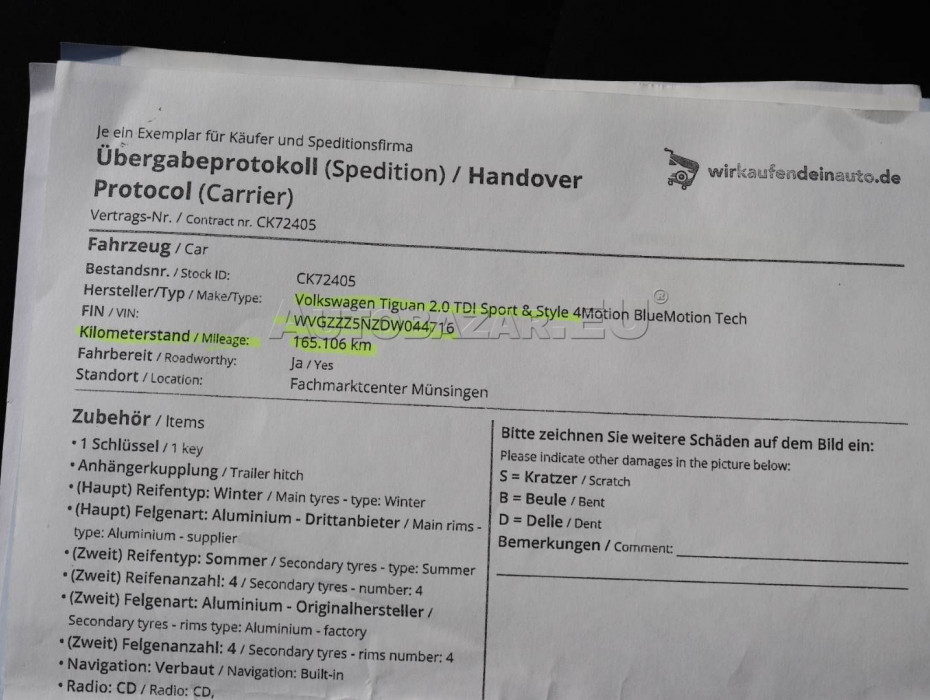 Je ein Exemplar für Käufer und Speditionsfirma
Übergabeprotokoll (Spedition) / Handover
Protocol (Carrier)
wirkaufendeinauto.de
Vertrags-Nr. / Contract nr. CK72405
Fahrzeug / Car
Bestandsnr. / Stock ID: CK72405
Hersteller/Typ / Make/Type: Volkswagen Tiguan 2.0 TDI Sport & Style 4Motion BlueMotion Tech
FIN / VIN: WVGZZZ5NZDW044716
AUTOBAZAR.EU®
Kilometerstand / Mileage: 165.106 km
Fahrbereit / Roadworthy: Ja / Yes
Standort / Location: Fachmarktcenter Münsingen
Zubehör / Items
• 1 Schlüssel / 1 key
• Anhängerkupplung / Trailer hitch
• (Haupt) Reifentyp: Winter / Main tyres - type: Winter
• (Haupt) Felgenart: Aluminium - Drittanbieter / Main rims -
type: Aluminium - supplier
• (Zweit) Reifentyp: Sommer / Secondary tyres - type: Summer
• (Zweit) Reifenanzahl: 4 / Secondary tyres - number: 4
• (Zweit) Felgenart: Aluminium - Originalhersteller /
Secondary tyres - rims type: Aluminium - factory
• (Zweit) Felgenanzahl: 4 / Secondary tyres - rims number: 4
• Navigation: Verbaut / Navigation: Built-in
• Radio: CD / Radio: CD,
Bitte zeichnen Sie weitere Schäden auf dem Bild ein:
Please indicate other damages in the picture below:
S = Kratzer / Scratch
B = Beule / Bent
D = Delle / Dent
Bemerkungen / Comment: